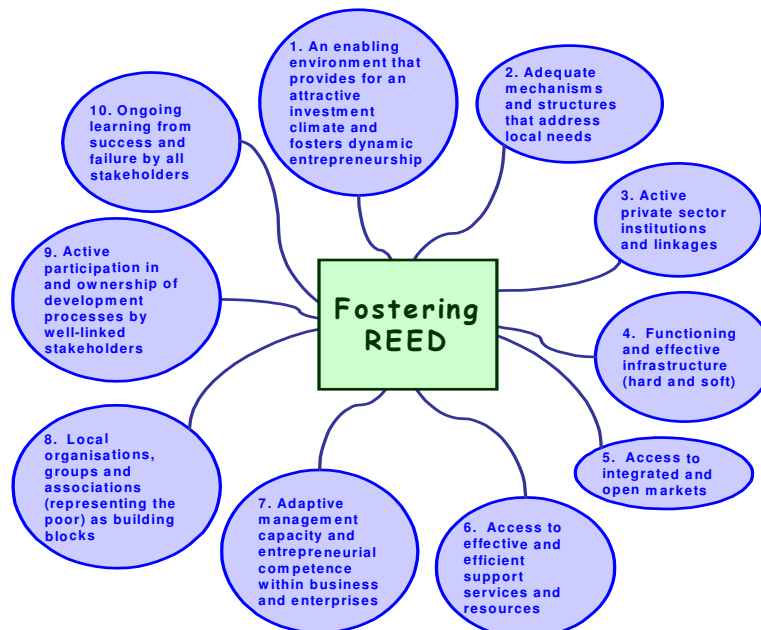 1. An enabling
environment that
provides for an
attractive
investment
climate and
fosters dynamic
entrepreneurship
2. Adequate
mechanisms
and structures
that address
local needs
3. Active
private sector
institutions
and linkages
4. Functioning
and effective
infrastructure
(hard and soft)
5. Access to
integrated and
open markets
6. Access to
effective and
efficient
support
services and
resources
7. Adaptive
management
capacity and
entrepreneurial
competence
within business
and enterprises
8. Local
organisations,
groups and
associations
(representing the
poor) as building
blocks
9. Active
participation in
and ownership of
development
processes by
well-linked
stakeholders
10. Ongoing
learning from
success and
failure by all
stakeholders
Fostering
REED